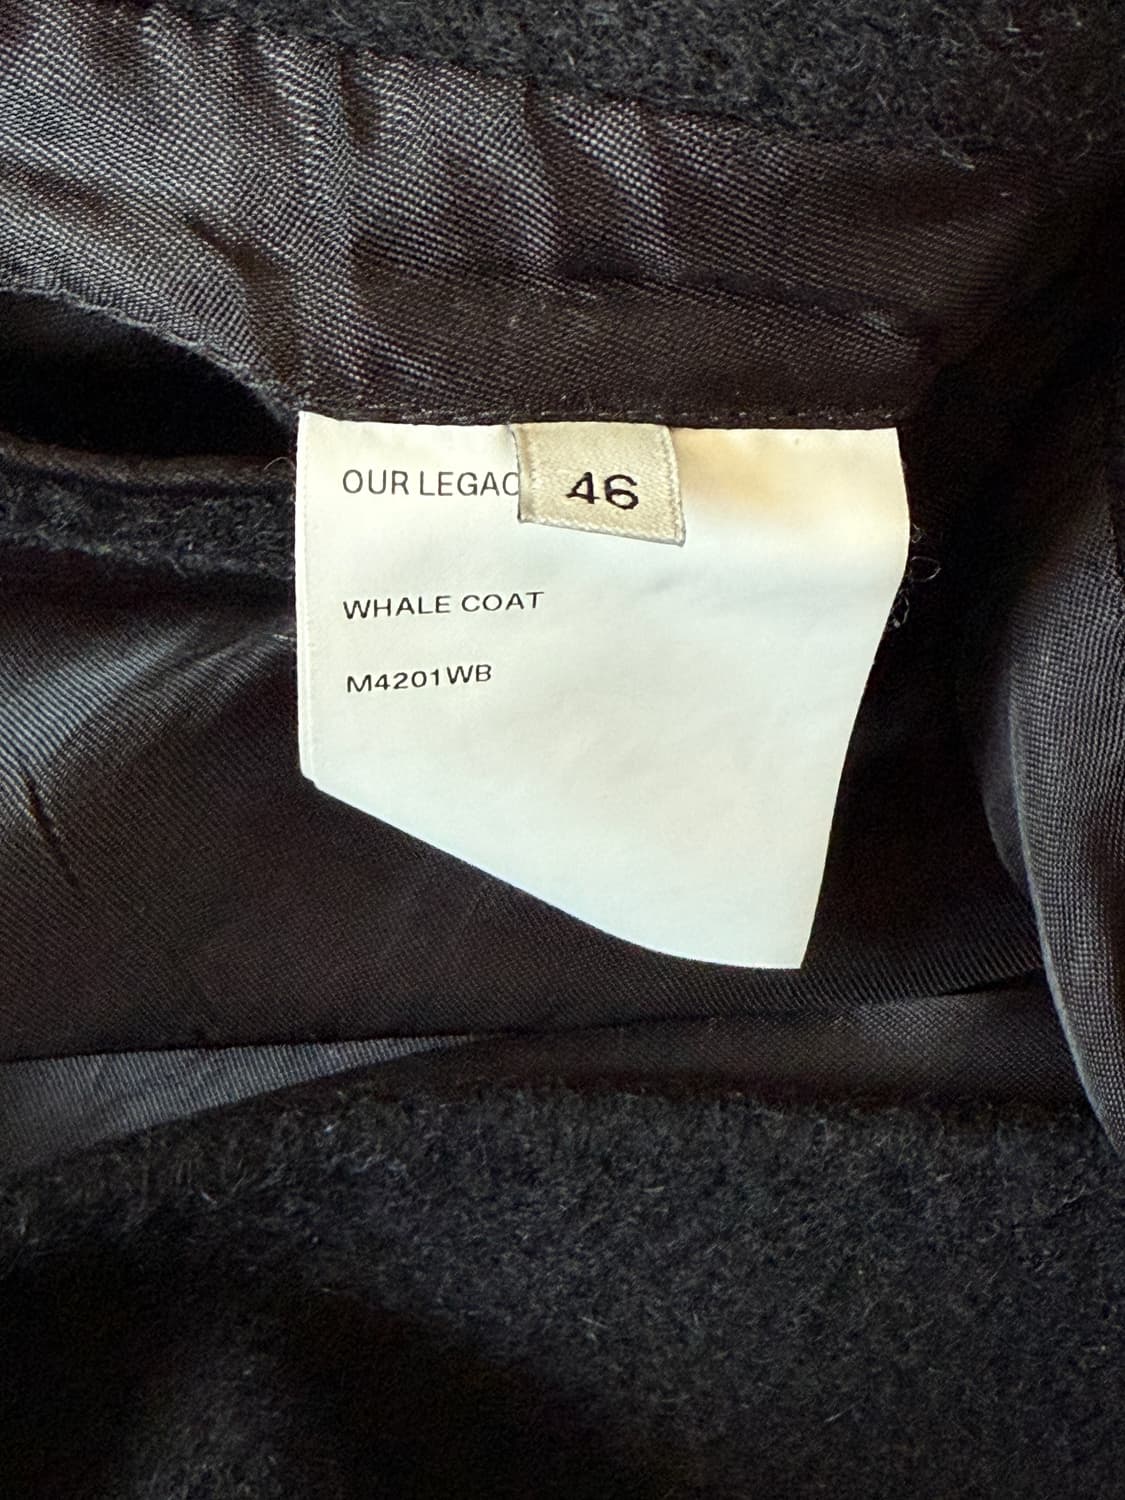 OUR LEGAC
46
WHALE COAT
M4201WB